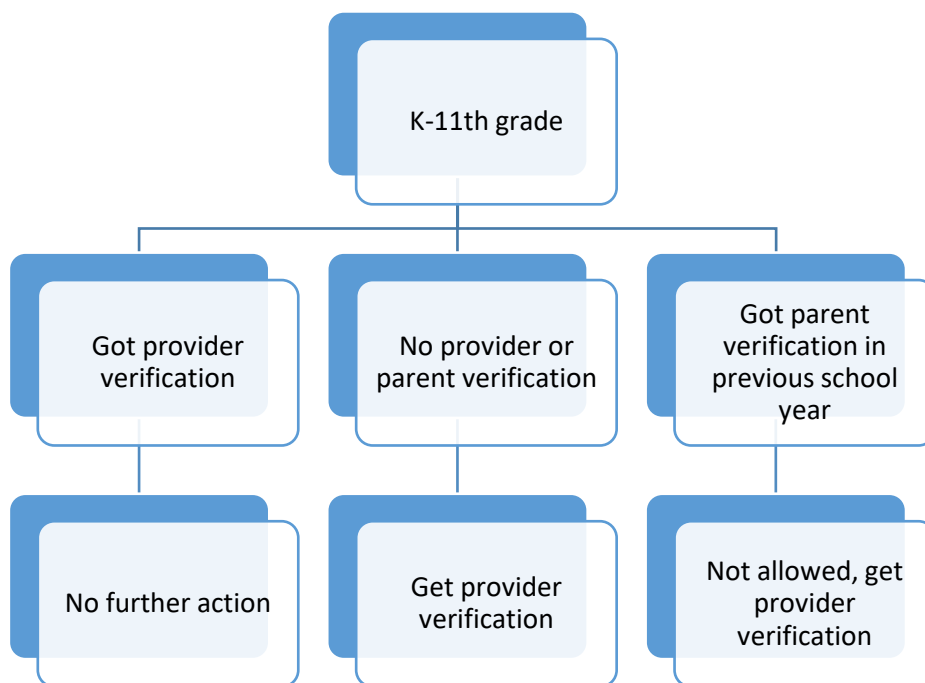 K-11th grade
Got provider
verification
No provider or
parent verification
Got parent
verification in
previous school
year
No further action
Get provider
verification
Not allowed, get
provider
verification